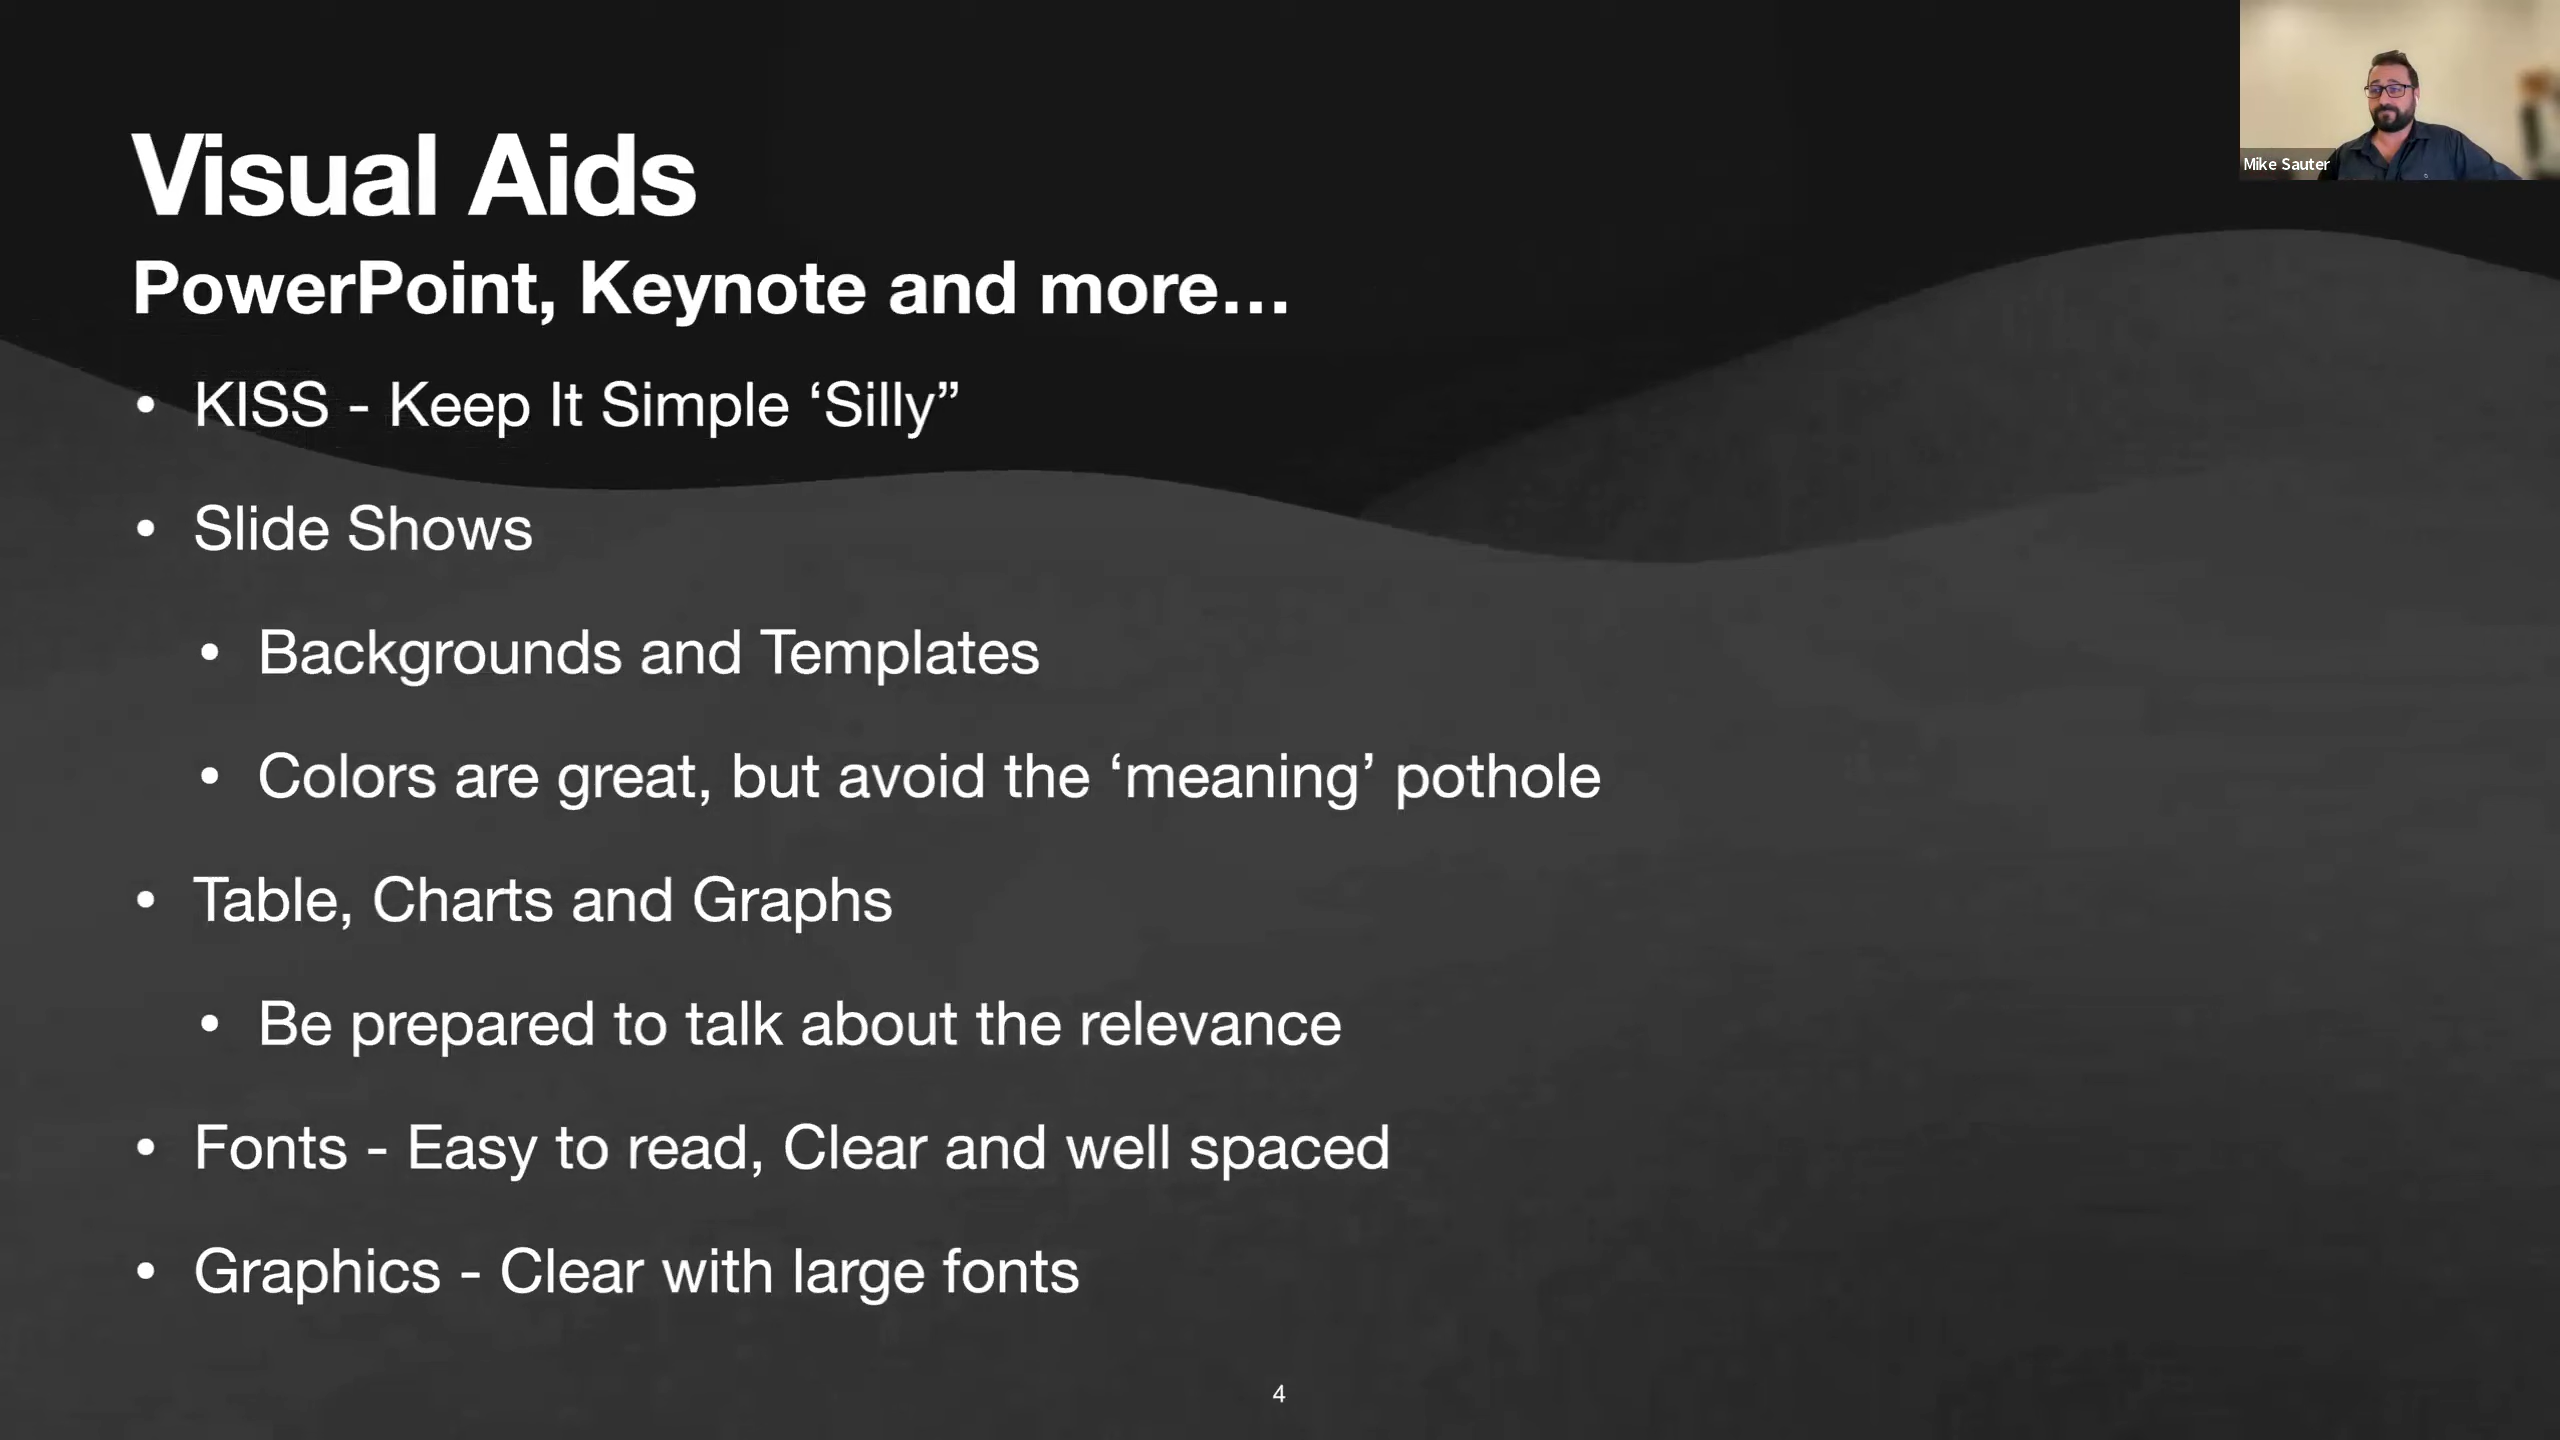 Visual Aids
PowerPoint, Keynote and more…
• KISS - Keep It Simple ‘Silly”
• Slide Shows
• Backgrounds and Templates
• Colors are great, but avoid the ‘meaning’ pothole
• Table, Charts and Graphs
• Be prepared to talk about the relevance
• Fonts - Easy to read, Clear and well spaced
• Graphics - Clear with large fonts
4
Mike Sauter